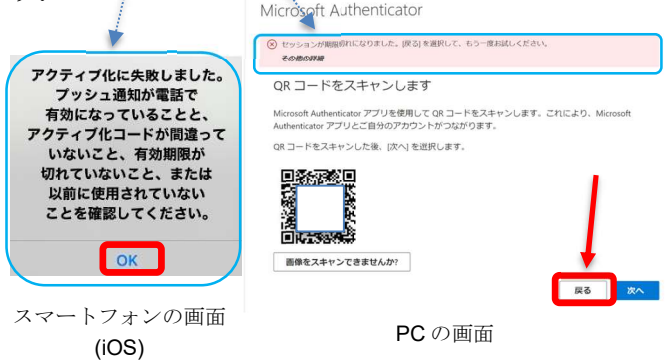 Microsoft Authenticator
セッションが期限切れになりました。[戻る] を選択して、もう一度お試しください。
その他の詳細
アクティブ化に失敗しました。
プッシュ通知が電話で
有効になっていることと、
アクティブ化コードが間違って
いないこと、有効期限が
切れていないこと、または
以前に使用されていない
ことを確認してください。
OK
QR コードをスキャンします
Microsoft Authenticator アプリを使用して QR コードをスキャンします。これにより、Microsoft
Authenticator アプリとご自分のアカウントがつながります。
QR コードをスキャンした後、[次へ] を選択します。
画像をスキャンできませんか?
戻る
次へ
スマートフォンの画面
(iOS)
PC の画面